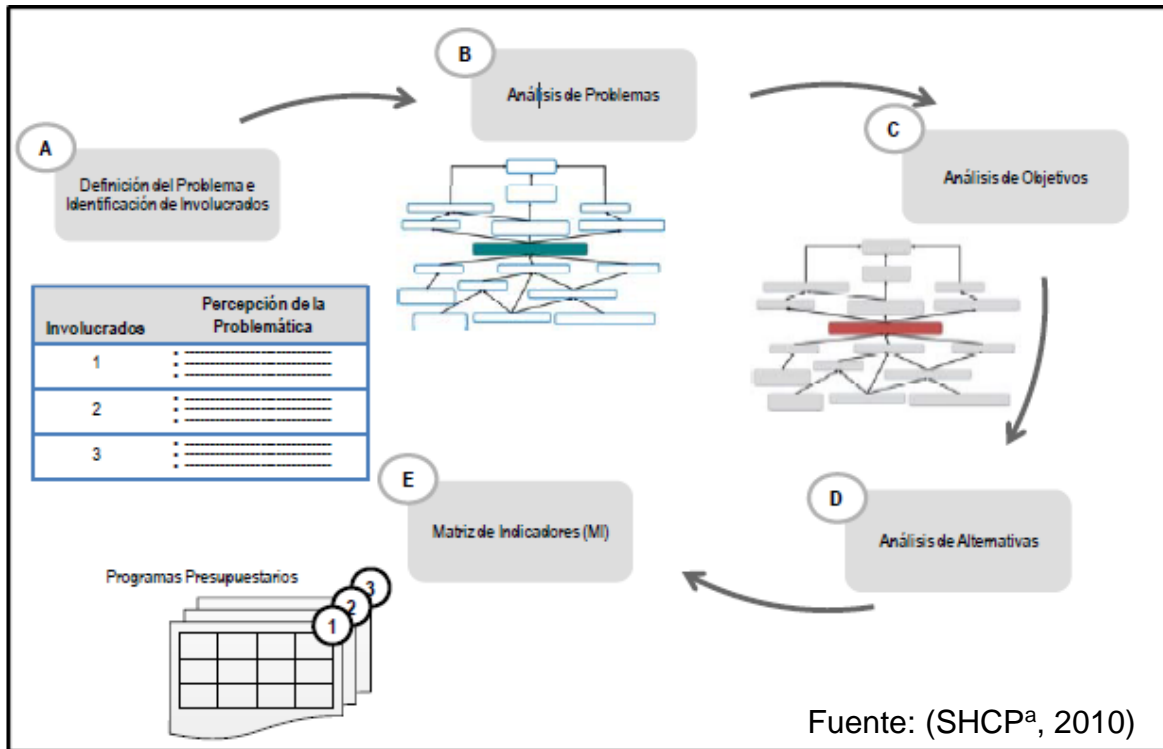 B
Análisis de Problemas
A
Definición del Problema e
Identificación de Involucrados
C
Análisis de Objetivos
Involucrados
Percepción de la
Problemática
1
2
3
E
Matriz de Indicadores (MI)
D
Análisis de Alternativas
Programas Presupuestarios
3
2
1
Fuente: (SHCPª, 2010)